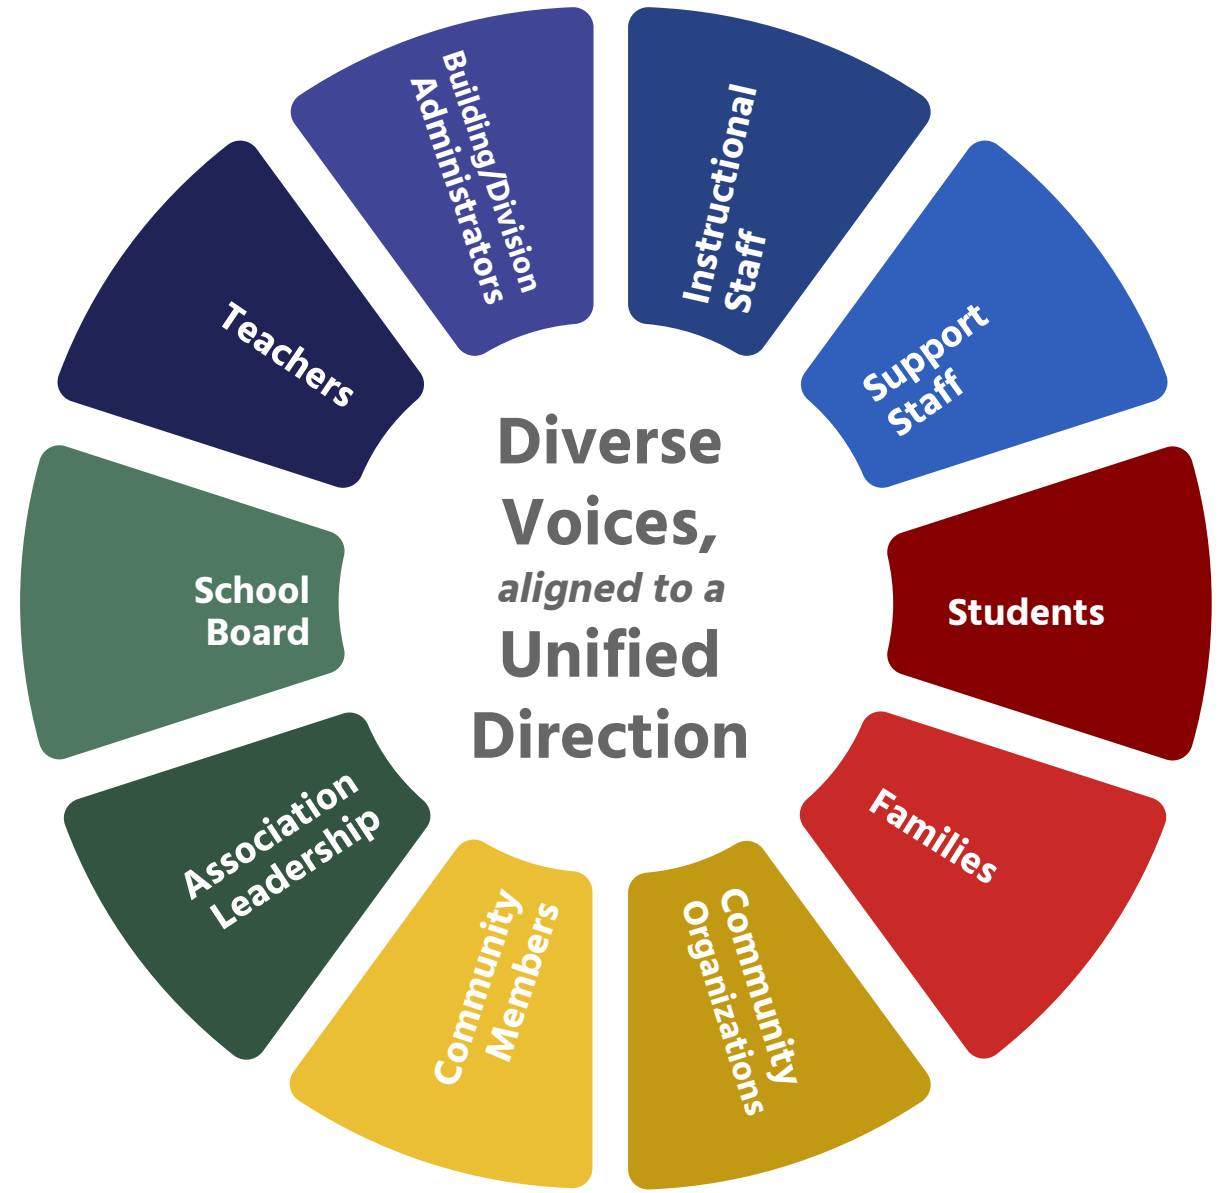 Building/Division
Administrators
Instructional
Staff
Support
Staff
Students
Families
Community
Organizations
Community
Members
Association
Leadership
School
Board
Teachers
Diverse
Voices,
aligned to a
Unified
Direction